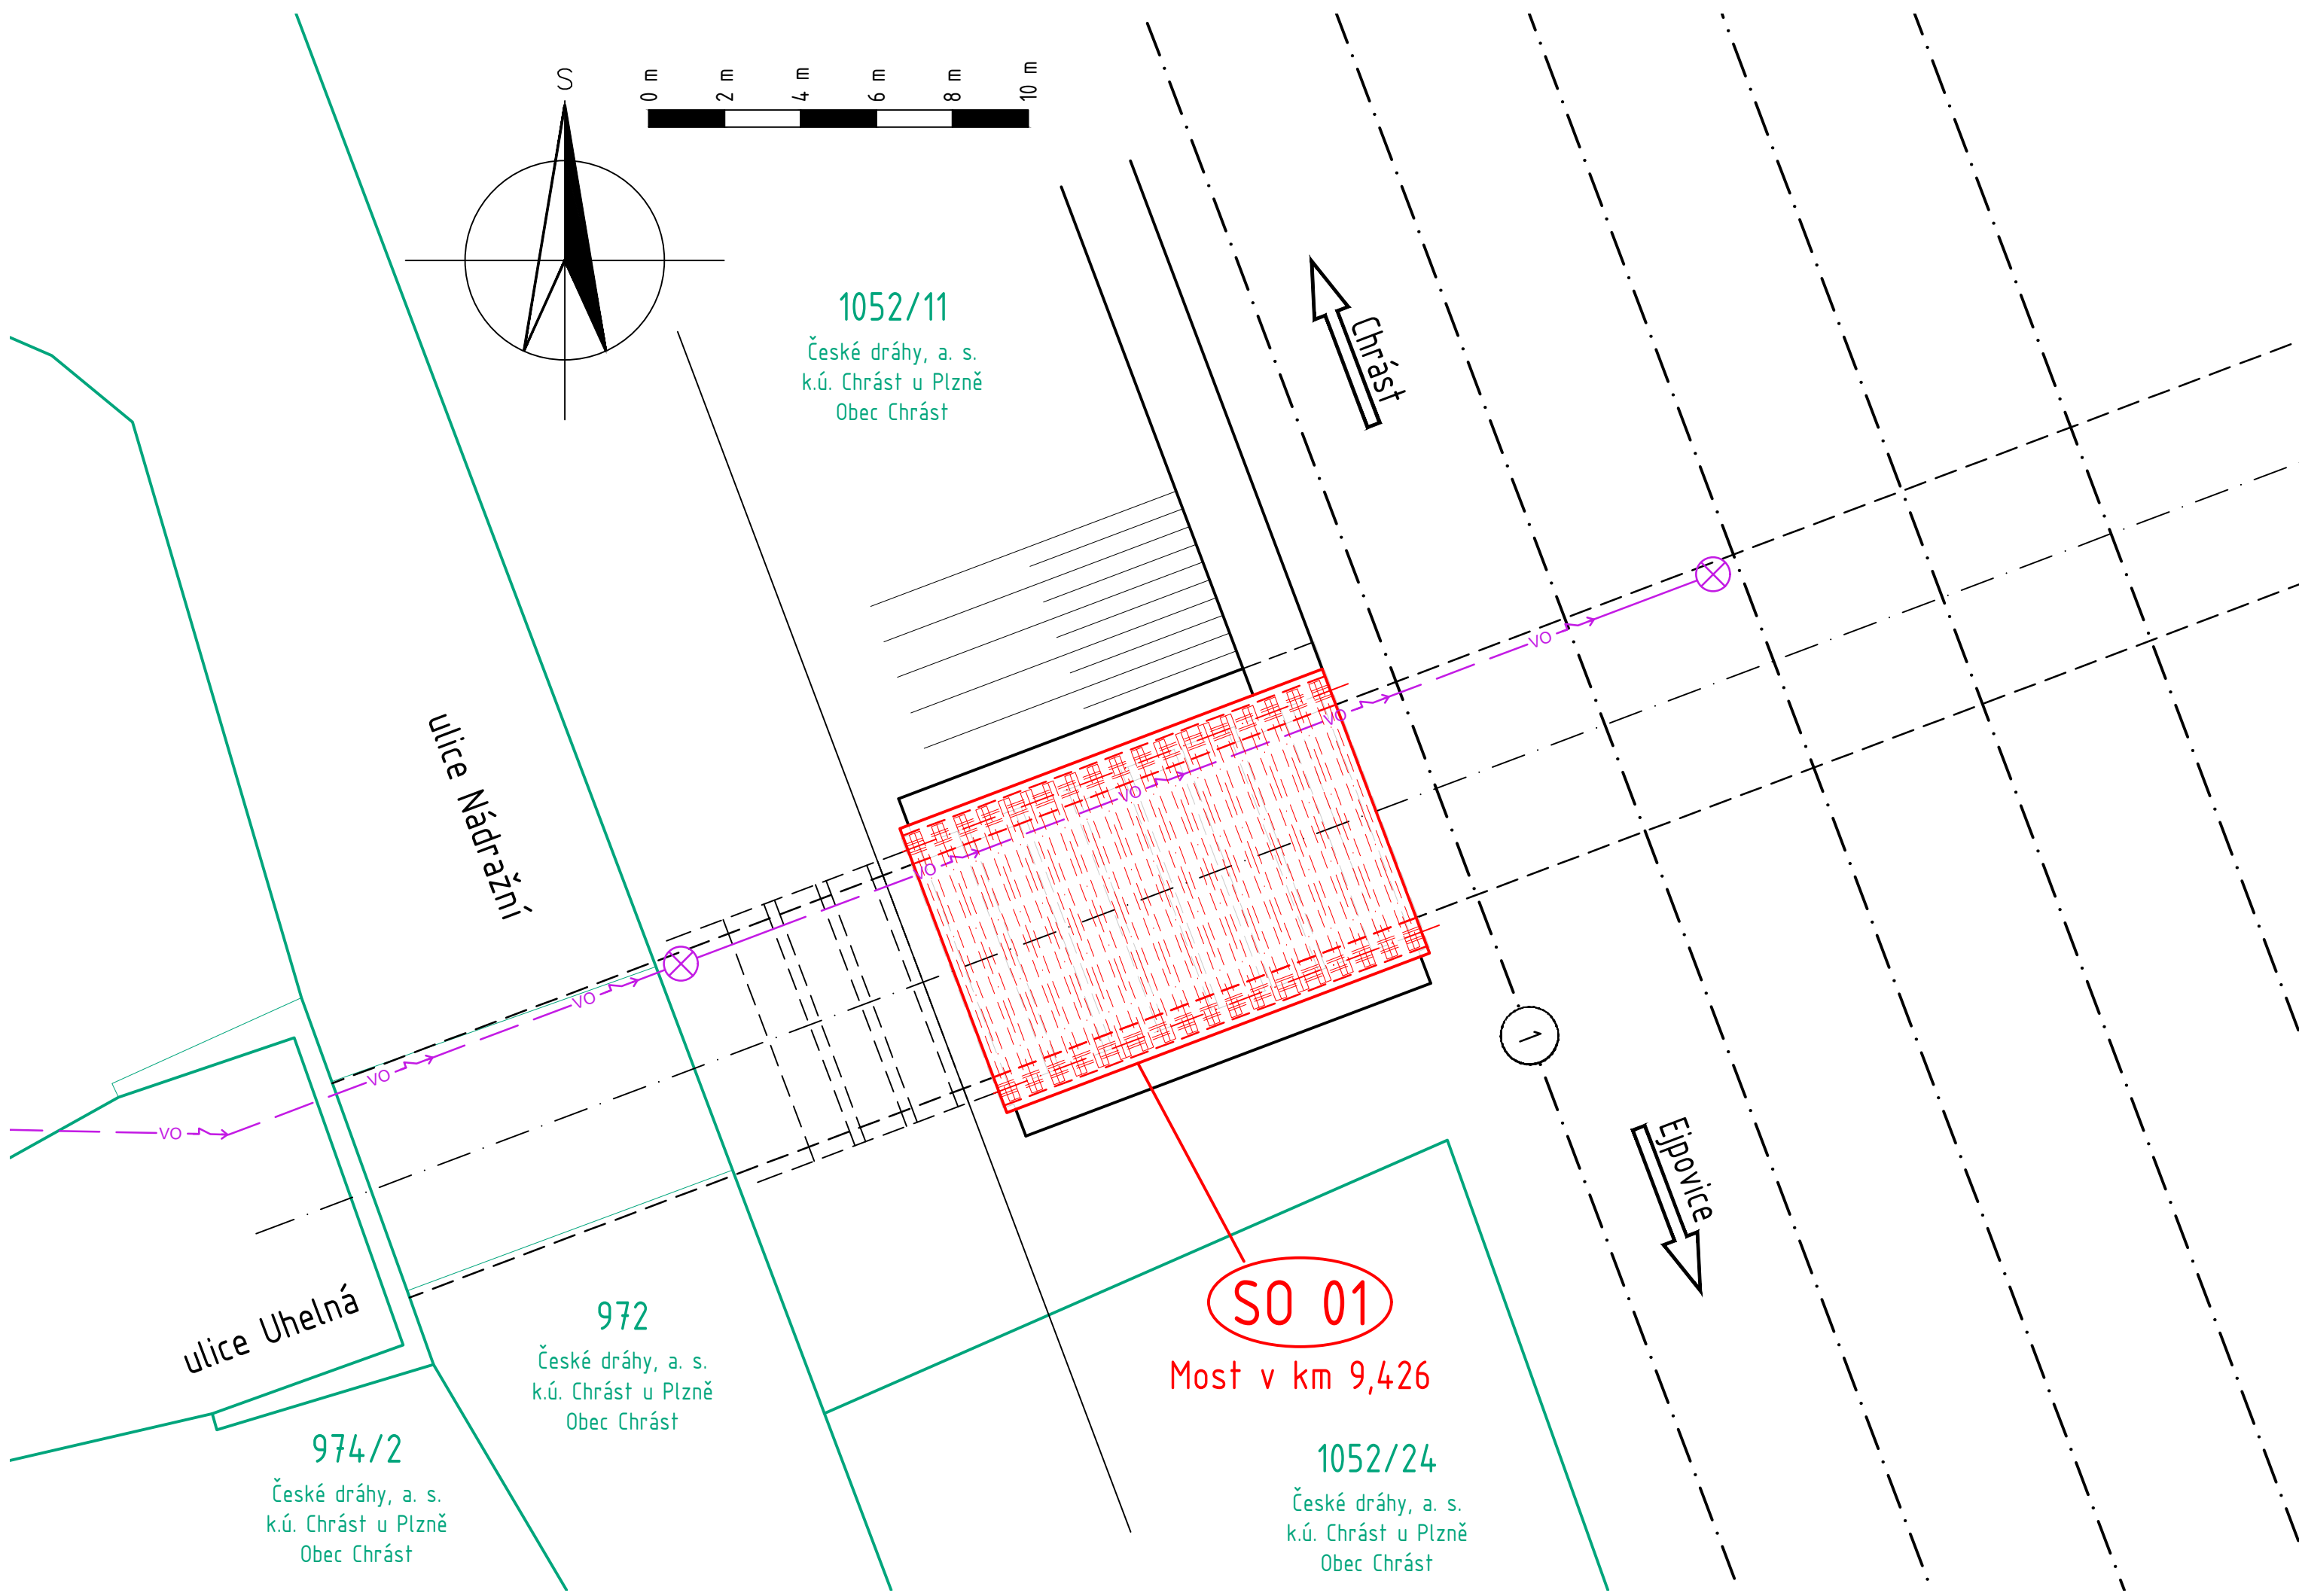 S
0 m
2 m
4 m
6 m
8 m
10 m
1052/11
České dráhy, a. s.
k.ú. Chrást u Plzně
Obec Chrást
Chrást
ulice Nádražní
VO
VO
VO
VO
VO
VO
VO
1
Ejpovice
ulice Uhelná
SO 01
Most v km 9,426
972
České dráhy, a. s.
k.ú. Chrást u Plzně
Obec Chrást
974/2
České dráhy, a. s.
k.ú. Chrást u Plzně
Obec Chrást
1052/24
České dráhy, a. s.
k.ú. Chrást u Plzně
Obec Chrást